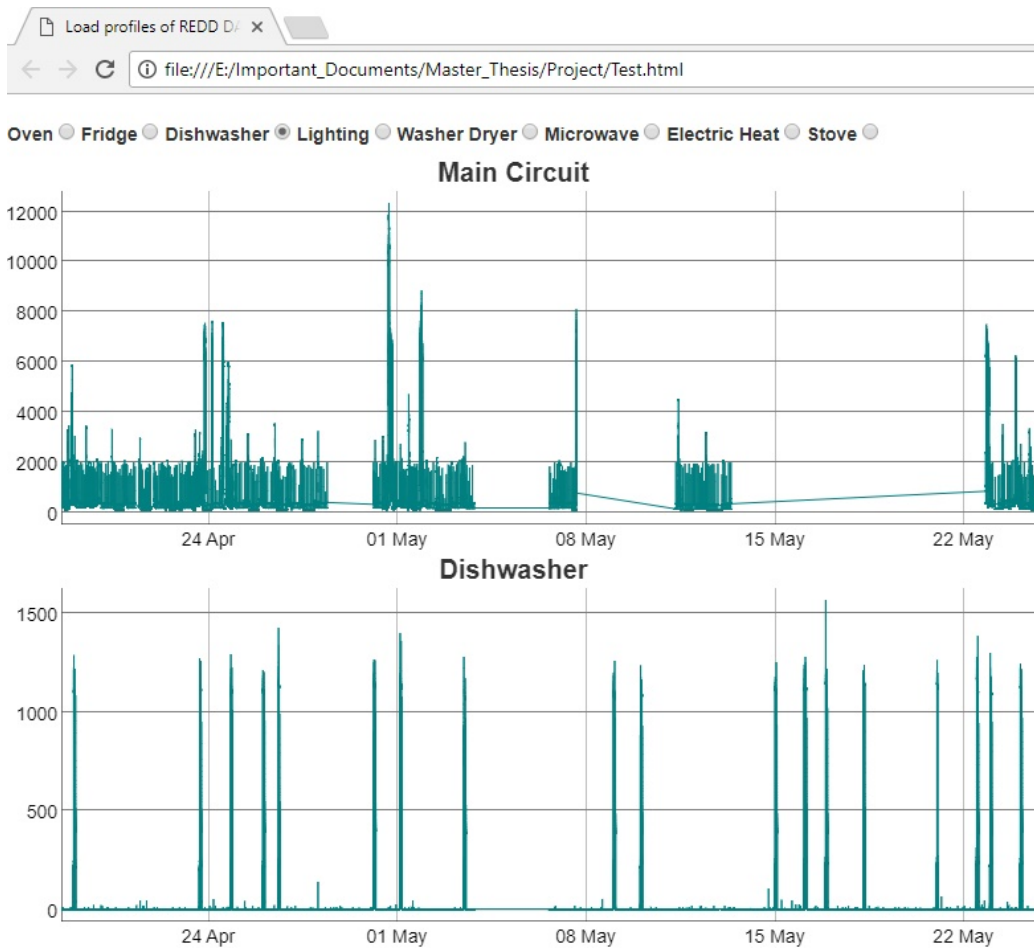 Load profiles of REDD DA
file:///E:/Important_Documents/Master_Thesis/Project/Test.html
Oven Fridge Dishwasher Lighting Washer Dryer Microwave Electric Heat Stove
Main Circuit
12000
10000
8000
6000
4000
2000
0
24 Apr 01 May 08 May 15 May 22 May
Dishwasher
1500
1000
500
0
24 Apr 01 May 08 May 15 May 22 May